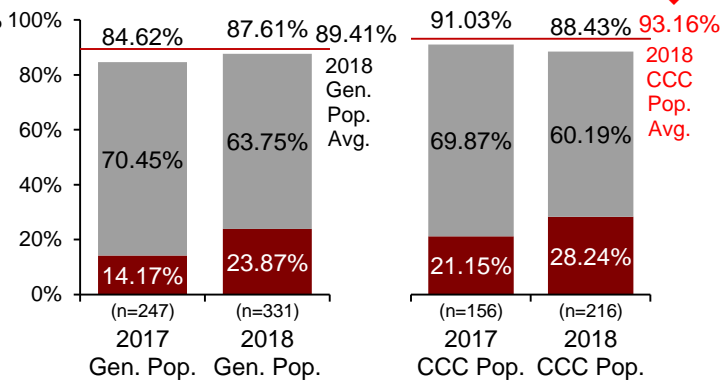 % 100%
80%
60%
40%
20%
0%
84.62%
87.61%
89.41%
2018
Gen.
Pop.
Avg.
70.45%
63.75%
14.17%
23.87%
(n=247)
(n=331)
2017
Gen. Pop.
2018
Gen. Pop.
91.03%
88.43%
93.16%
2018
CCC
Pop.
Avg.
69.87%
60.19%
21.15%
28.24%
(n=156)
(n=216)
2017
CCC Pop.
2018
CCC Pop.